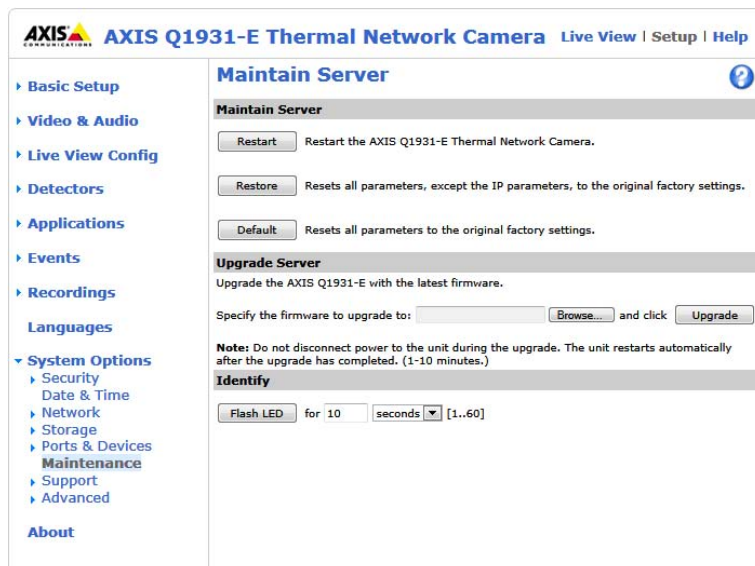 AXIS
COMMUNICATIONS
AXIS Q1931-E Thermal Network Camera
Live View | Setup | Help
Basic Setup
Video & Audio
Live View Config
Detectors
Applications
Events
Recordings
Languages
System Options
Security
Date & Time
Network
Storage
Ports & Devices
Maintenance
Support
Advanced
About
Maintain Server
?
Maintain Server
Restart Restart the AXIS Q1931-E Thermal Network Camera.
Restore Resets all parameters, except the IP parameters, to the original factory settings.
Default Resets all parameters to the original factory settings.
Upgrade Server
Upgrade the AXIS Q1931-E with the latest firmware.
Specify the firmware to upgrade to: Browse... and click Upgrade
Note: Do not disconnect power to the unit during the upgrade. The unit restarts automatically
after the upgrade has completed. (1-10 minutes.)
Identify
Flash LED for 10 seconds [1..60]